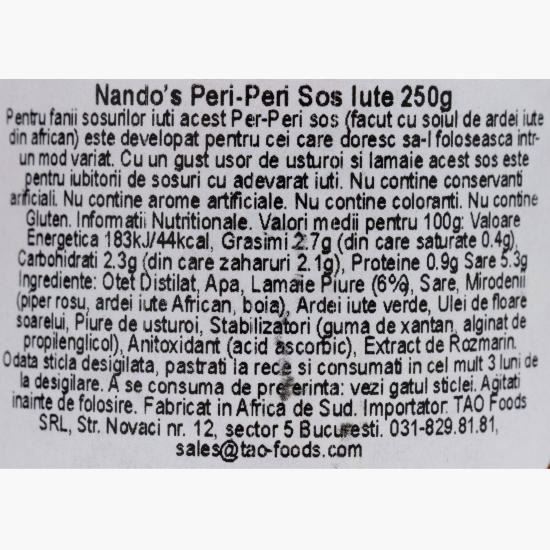 Nando's Peri-Peri Sos Iute 250g
Pentru fanii sosurilor iuti acest Per-Peri sos (facut cu soiul de ardei iute
din african) este developat pentru cei care doresc sa-l foloseasca intr-
un mod variat. Cu un gust usor de usturoi si lamaie acest sos este
pentru iubitorii de sosuri cu adevarat iuti. Nu contine conservanti
arificiali. Nu contine arome artificiale. Nu contine coloranti. Nu contine
Gluten. Informatii Nutritionale. Valori medii pentru 100g: Valoare
Energetica 183kJ/44kcal, Grasimi 2.7g (din care saturate 0.4g),
Carbohidrati 2.3g (din care zaharuri 2.1g), Proteine 0.9g Sare 5.3g
Ingrediente: Otet Distilat, Apa, Lamaie Piure (6%), Sare, Mirodenii
(piper rosu, ardei iute African, boia), Ardei iute verde, Ulei de floare
soarelui, Piure de usturoi, Stabilizatori (guma de xantan, alginat de
propilenglicol), Anitoxidant (acid ascorbic), Extract de Rozmarin.
Odata sticla desigilata, pastrati la rece si consumati in cel mult 3 luni de
la desigilare. A se consuma de preferinta: vezi gatul sticlei. Agitati
inainte de folosire. Fabricat in Africa de Sud. Importator: TAO Foods
SRL, Str. Novaci nr. 12, sector 5 Bucuresti. 031-829.81.81,
sales@tao-foods.com